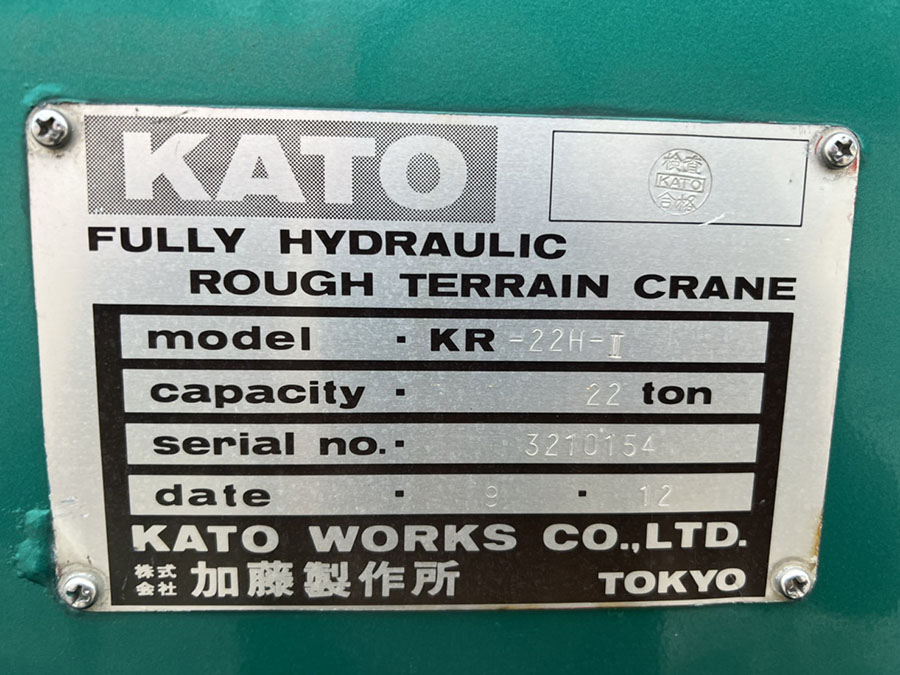 KATO
検査
KATO
合格
FULLY HYDRAULIC
ROUGH TERRAIN CRANE
model · KR -22H-II
capacity · 22 ton
serial no. · 3210154
date · 9 · 12
KATO WORKS CO.,LTD.
株式会社 加藤製作所 TOKYO